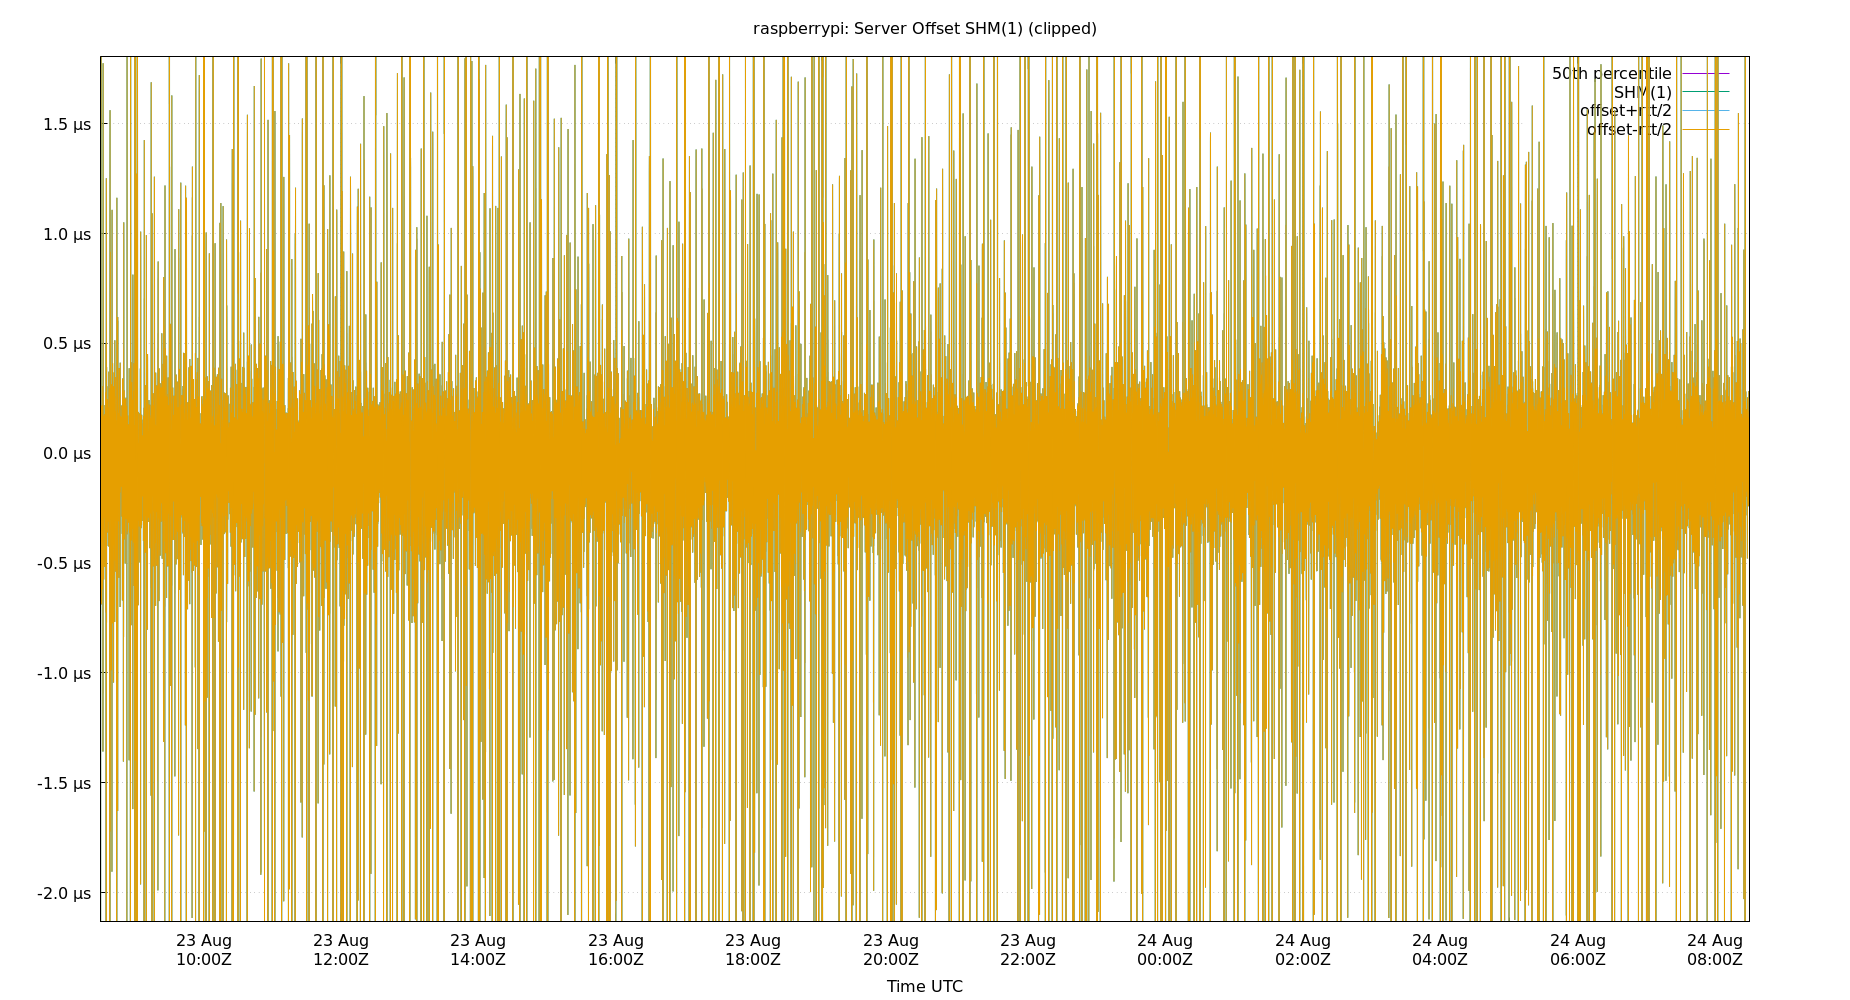 raspberrypi: Server Offset SHM(1) (clipped)
50th percentile
SHM(1)
offset+rtt/2
offset-rtt/2
1.5 µs
1.0 µs
0.5 µs
0.0 µs
-0.5 µs
-1.0 µs
-1.5 µs
-2.0 µs
23 Aug 23 Aug 23 Aug 23 Aug 23 Aug 23 Aug 23 Aug 24 Aug 24 Aug 24 Aug 24 Aug 24 Aug
10:00Z 12:00Z 14:00Z 16:00Z 18:00Z 20:00Z 22:00Z 00:00Z 02:00Z 04:00Z 06:00Z 08:00Z
Time UTC